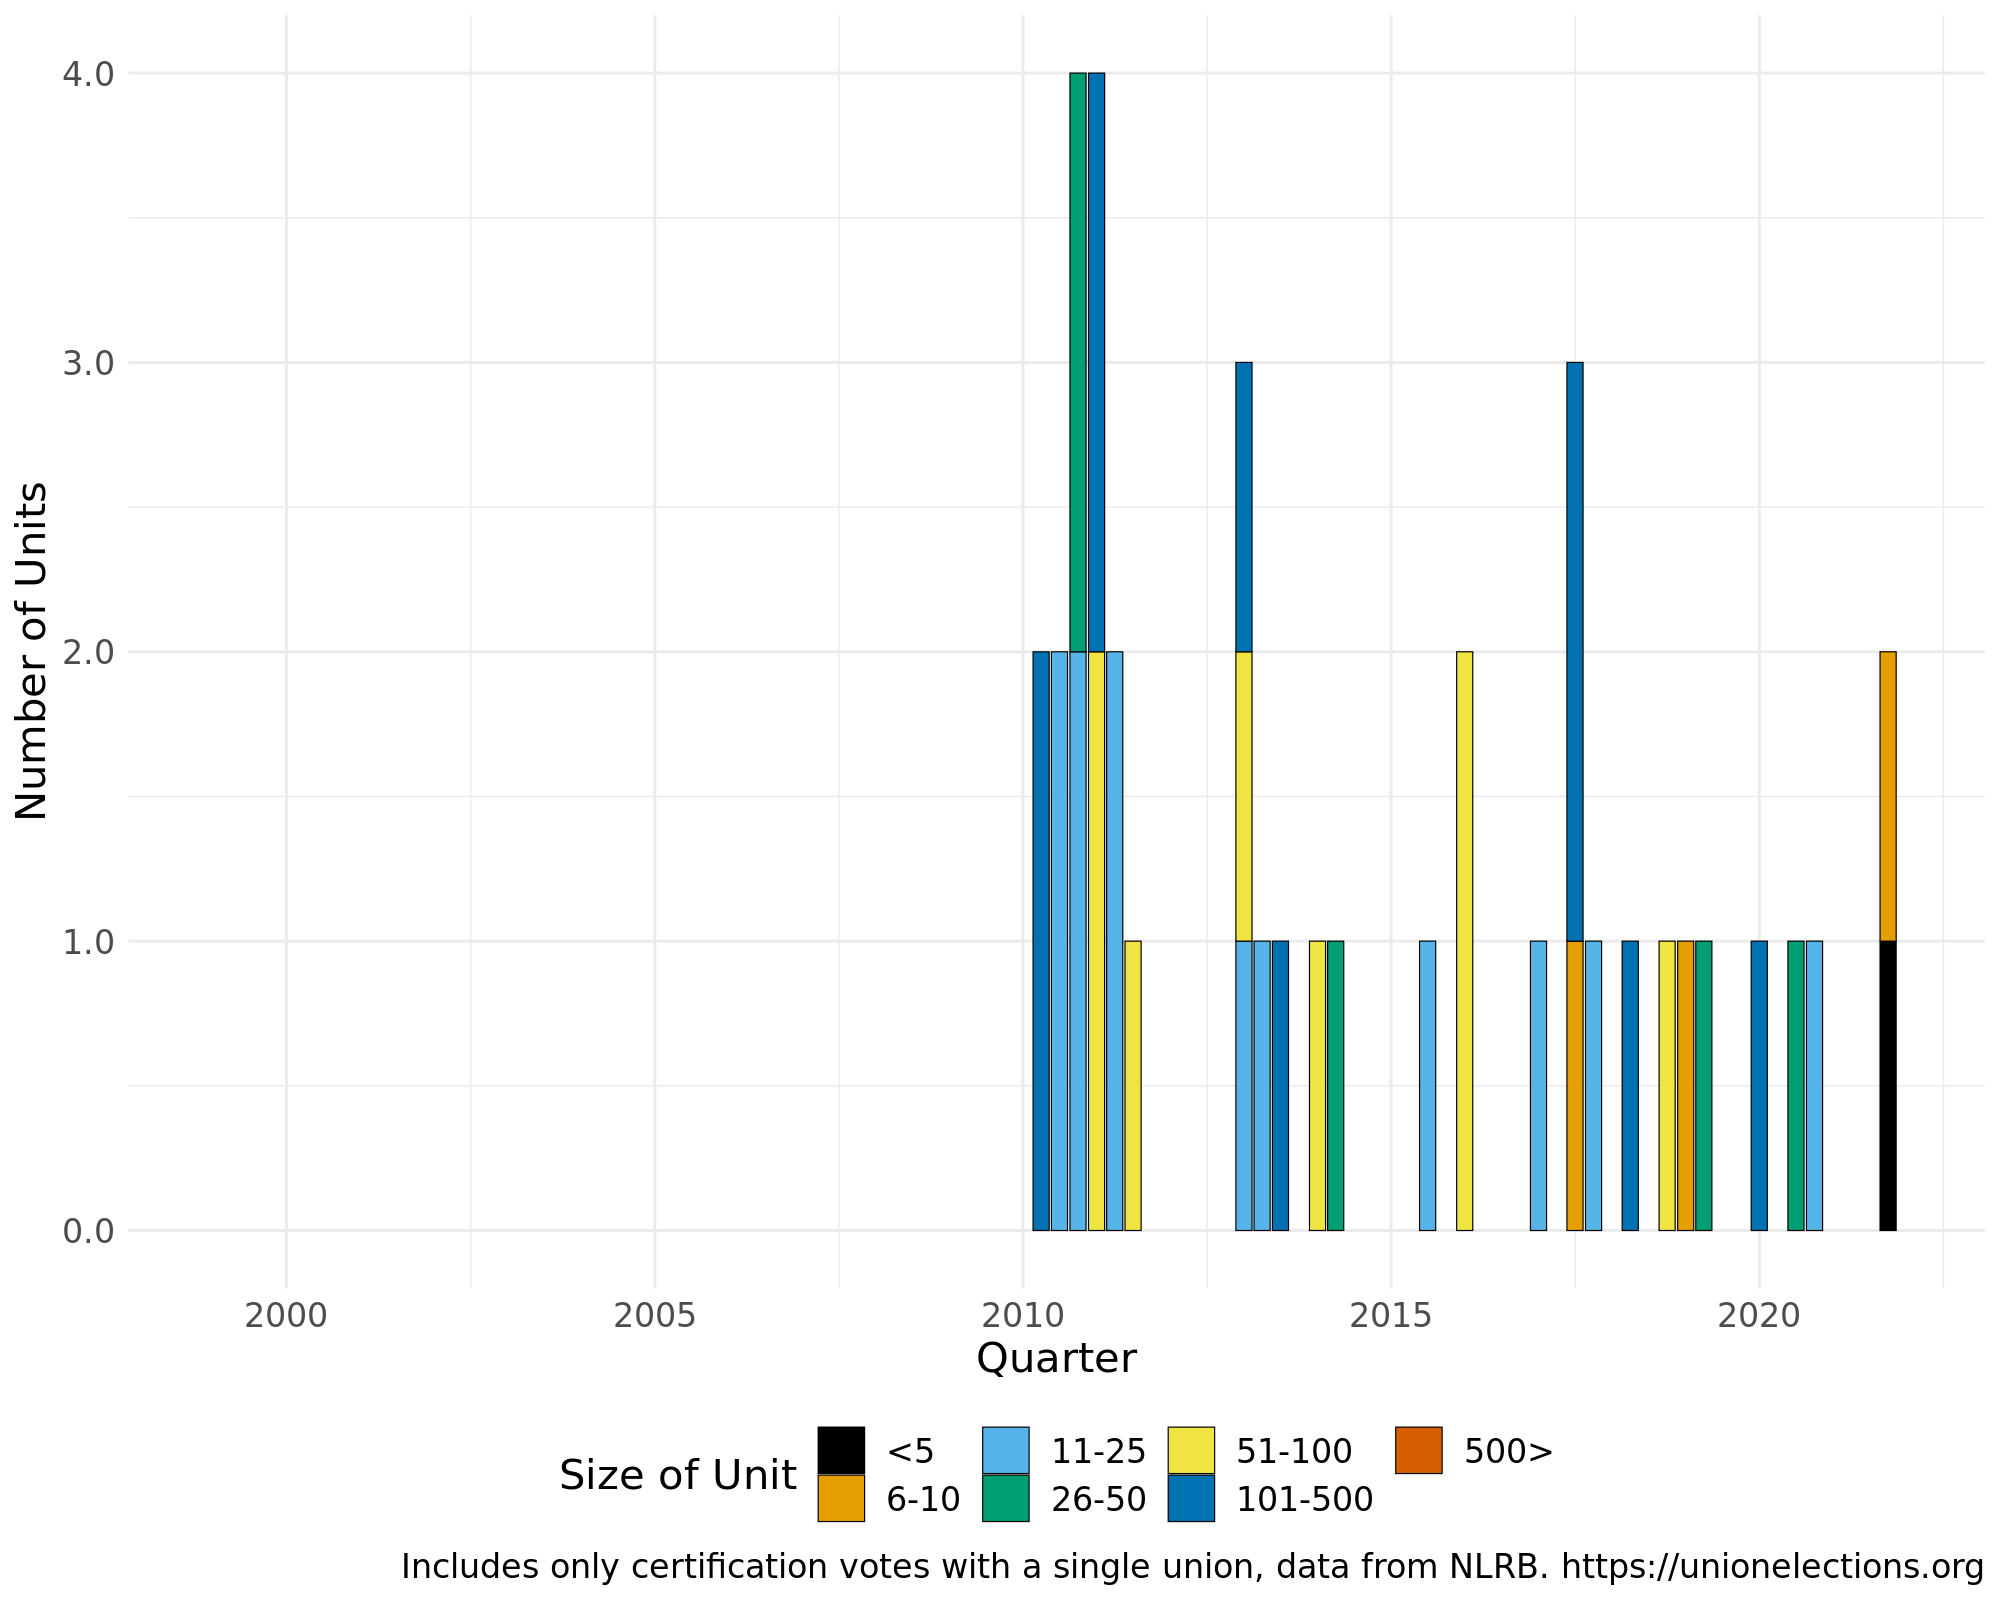 4.0
3.0
2.0
1.0
0.0
Number of Units
2000 2005 2010 2015 2020
Quarter
Size of Unit
<5 11-25 51-100 500>
6-10 26-50 101-500
Includes only certification votes with a single union, data from NLRB. https://unionelections.org